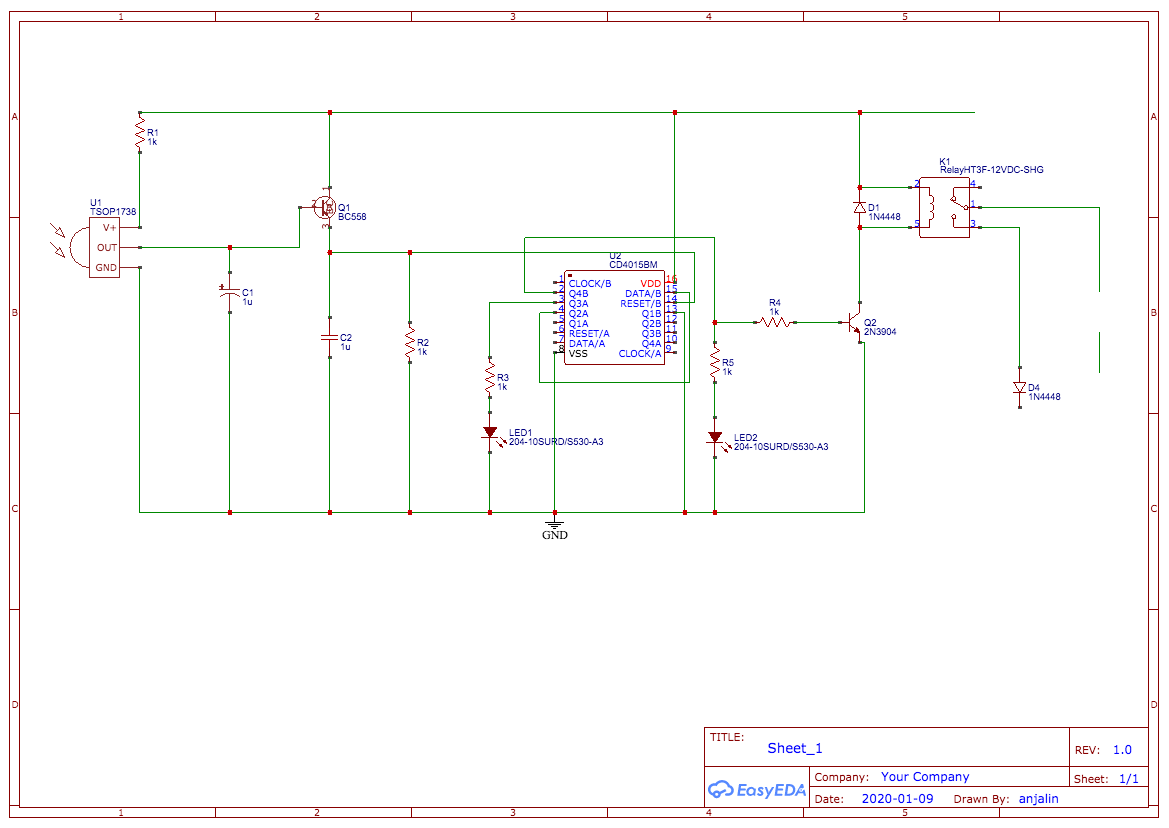 1 2 3 4 5
A A
R1
1k
K1
RelayHT3F-12VDC-SHG
2 4
1
5 3
U1
TSOP1738
V+
OUT
GND
1
2
3
Q1
BC558
D1
1N4448
U2
CD4015BM
1 CLOCK/B VDD 16
2 Q4B DATA/B 15
3 Q3A RESET/B 14
4 Q2A Q1B 13
5 Q1A Q2B 12
6 RESET/A Q3B 11
7 DATA/A Q4A 10
8 VSS CLOCK/A 9
B B
C1
1u
C2
1u
R2
1k
R3
1k
R4
1k
Q2
2N3904
R5
1k
D4
1N4448
LED1
204-10SURD/S530-A3
LED2
204-10SURD/S530-A3
C C
GND
D D
TITLE:
Sheet_1
REV: 1.0
EasyEDA
Company: Your Company
Sheet: 1/1
Date: 2020-01-09 Drawn By: anjalin
1 2 3 4 5